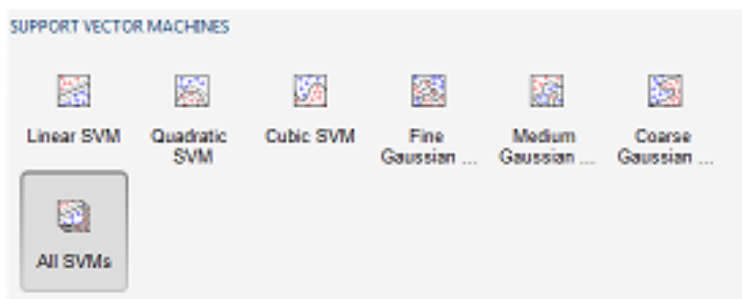 SUPPORT VECTOR MACHINES
Linear SVM
Quadratic
SVM
Cubic SVM
Fine
Gaussian ...
Medium
Gaussian ...
Coarse
Gaussian ...
All SVMs